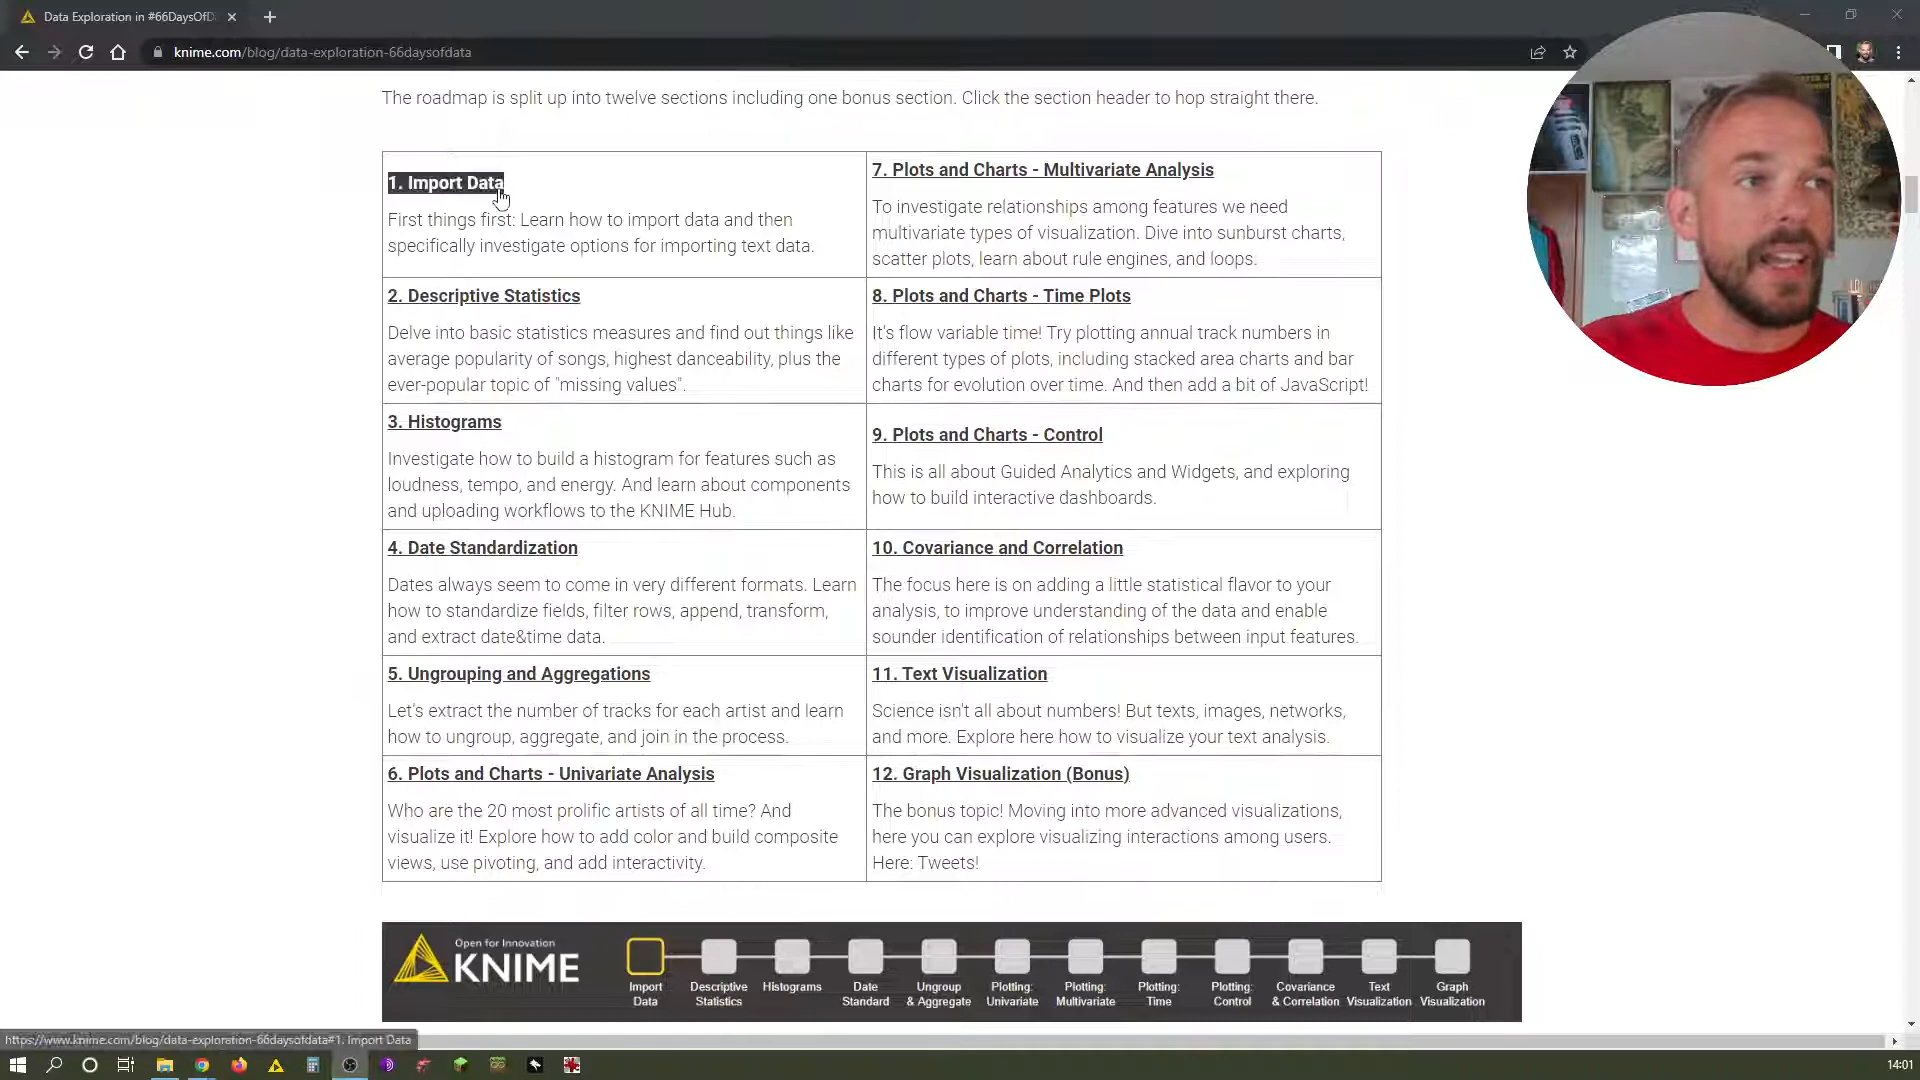 Data Exploration in #66DaysOfD
knime.com/blog/data-exploration-66daysofdata
The roadmap is split up into twelve sections including one bonus section. Click the section header to hop straight there.
1. Import Data
First things first: Learn how to import data and then
specifically investigate options for importing text data.
2. Descriptive Statistics
Delve into basic statistics measures and find out things like
average popularity of songs, highest danceability, plus the
ever-popular topic of "missing values".
3. Histograms
Investigate how to build a histogram for features such as
loudness, tempo, and energy. And learn about components
and uploading workflows to the KNIME Hub.
4. Date Standardization
Dates always seem to come in very different formats. Learn
how to standardize fields, filter rows, append, transform,
and extract date&time data.
5. Ungrouping and Aggregations
Let's extract the number of tracks for each artist and learn
how to ungroup, aggregate, and join in the process.
6. Plots and Charts - Univariate Analysis
Who are the 20 most prolific artists of all time? And
visualize it! Explore how to add color and build composite
views, use pivoting, and add interactivity.
7. Plots and Charts - Multivariate Analysis
To investigate relationships among features we need
multivariate types of visualization. Dive into sunburst charts,
scatter plots, learn about rule engines, and loops.
8. Plots and Charts - Time Plots
It's flow variable time! Try plotting annual track numbers in
different types of plots, including stacked area charts and bar
charts for evolution over time. And then add a bit of JavaScript!
9. Plots and Charts - Control
This is all about Guided Analytics and Widgets, and exploring
how to build interactive dashboards.
10. Covariance and Correlation
The focus here is on adding a little statistical flavor to your
analysis, to improve understanding of the data and enable
sounder identification of relationships between input features.
11. Text Visualization
Science isn't all about numbers! But texts, images, networks,
and more. Explore here how to visualize your text analysis.
12. Graph Visualization (Bonus)
The bonus topic! Moving into more advanced visualizations,
here you can explore visualizing interactions among users.
Here: Tweets!
Open for Innovation
KNIME
Import
Data
Descriptive
Statistics
Histograms
Date
Standard
Ungroup
& Aggregate
Plotting:
Univariate
Plotting:
Multivariate
Plotting:
Time
Plotting:
Control
Covariance
& Correlation
Text
Visualization
Graph
Visualization
https://www.knime.com/blog/data-exploration-66daysofdata#1. Import Data
14:01